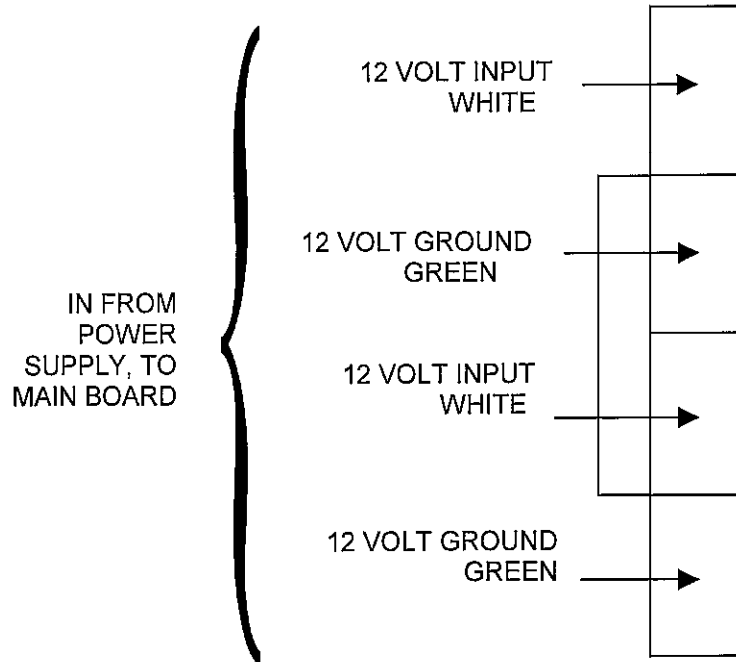 12 VOLT INPUT
WHITE
12 VOLT GROUND
GREEN
IN FROM
POWER
SUPPLY, TO
MAIN BOARD
12 VOLT INPUT
WHITE
12 VOLT GROUND
GREEN